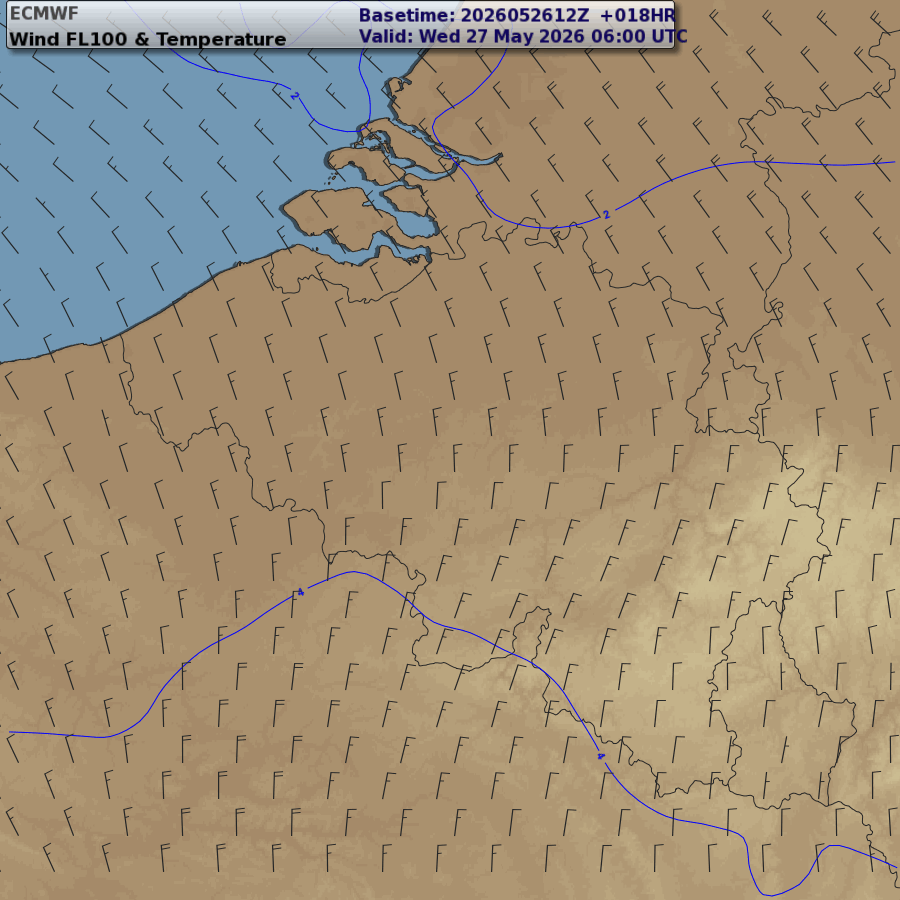 ECMWF
Basetime: 2026052612Z +018HR
Wind FL100 & Temperature
Valid: Wed 27 May 2026 06:00 UTC
2
2
4
4